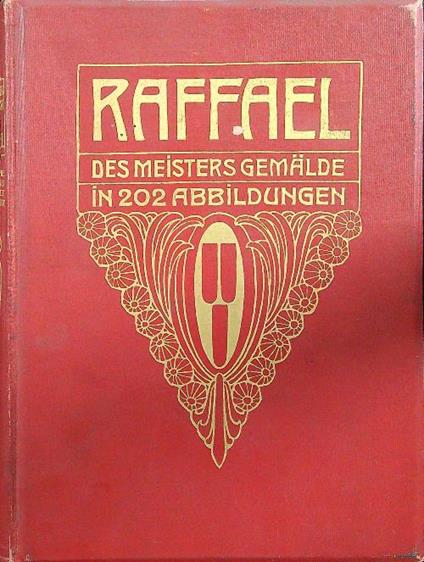 RAFFAEL
DES MEISTERS GEMÄLDE
IN 202 ABBILDUNGEN